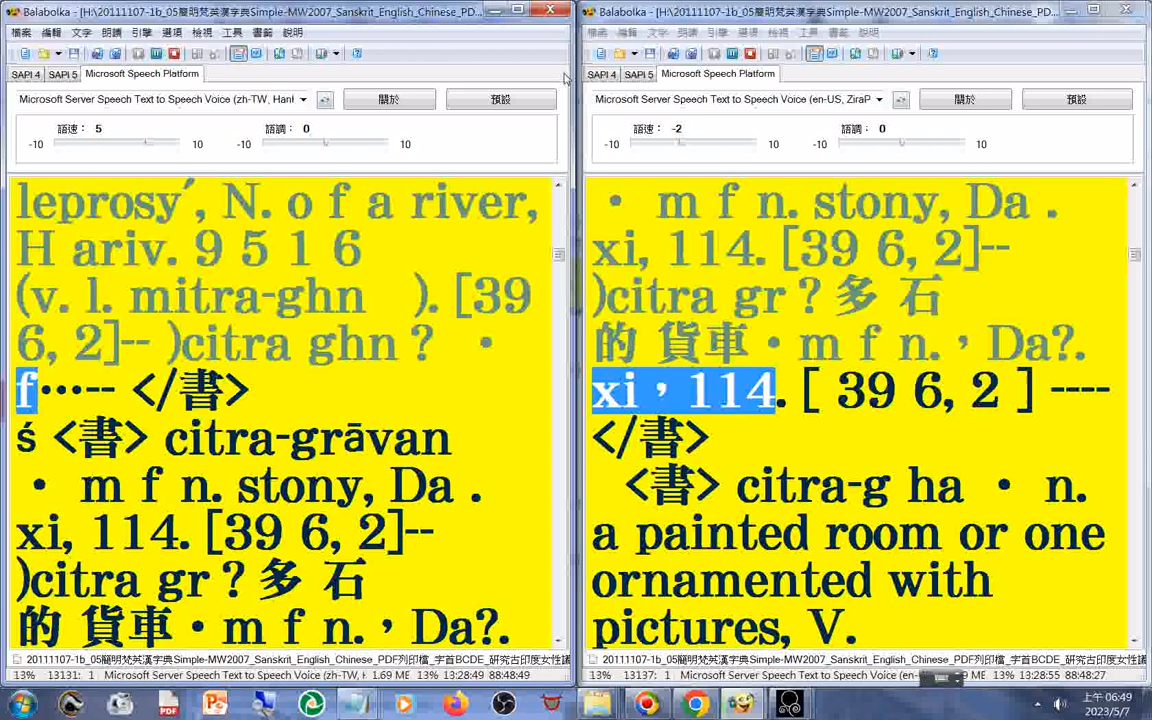 Balabolka - [H:\20111107-1b_05簡明梵英漢字典Simple-MW2007_Sanskrit_English_Chinese_PD...
檔案 編輯 文字 朗讀 引擎 選項 檢視 工具 書籤 說明
SAPI 4 SAPI 5 Microsoft Speech Platform
Microsoft Server Speech Text to Speech Voice (zh-TW, Hanl
關於
預設
語速： 5
語調： 0
-10 10 -10 10
leprosy′, N. o f a river,
H ariv. 9 5 1 6
(v. l. mitra-ghn ). [39
6, 2]-- )citra ghn？ •
f…-- </書>
ś <書> citra-grāvan
• m f n. stony, Da .
xi, 114. [39 6, 2]--
)citra gr？多 石
的 貨車•m f n.，Da?.
20111107-1b_05簡明梵英漢字典Simple-MW2007_Sanskrit_English_Chinese_PDF列印檔_字首BCDE_研究古印度女性議
13% 13131: 1 Microsoft Server Speech Text to Speech Voice (zh-TW, H 1.69 ME 13% 13:28:49 88:48:49
Balabolka - [H:\20111107-1b_05簡明梵英漢字典Simple-MW2007_Sanskrit_English_Chinese_PD...
檔案 編輯 文字 朗讀 引擎 選項 檢視 工具 書籤 說明
SAPI 4 SAPI 5 Microsoft Speech Platform
Microsoft Server Speech Text to Speech Voice (en-US, ZiraP
關於
預設
語速： -2
語調： 0
-10 10 -10 10
• m f n. stony, Da .
xi, 114. [39 6, 2]--
)citra gr？多 石
的 貨車•m f n.，Da?.
xi，114. [ 39 6, 2 ] ----
</書>
<書> citra-g ha • n.
a painted room or one
ornamented with
pictures, V.
20111107-1b_05簡明梵英漢字典Simple-MW2007_Sanskrit_English_Chinese_PDF列印檔_字首BCDE_研究古印度女性議
13% 13137: 1 Microsoft Server Speech Text to Speech Voice (en- ME 13% 13:28:55 88:48:27
PDF
上午 06:49
2023/5/7